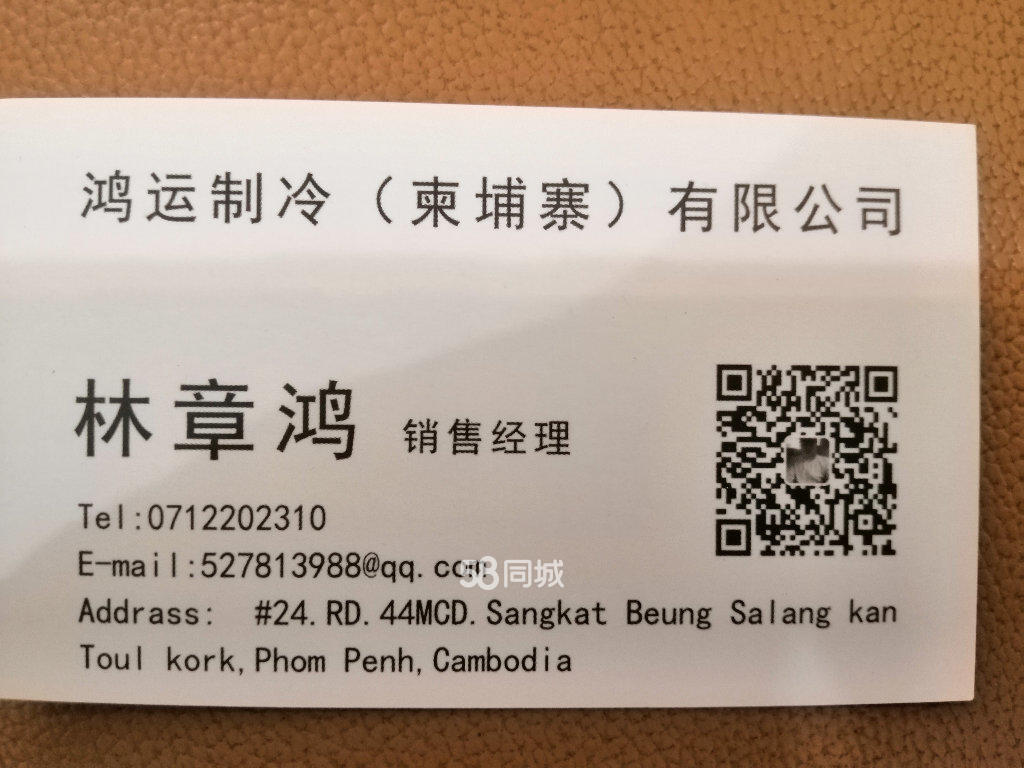 鸿运制冷（柬埔寨）有限公司
林章鸿 销售经理
Tel:0712202310
E-mail:527813988@qq.com
58同城
Addrass: #24.RD.44MCD.Sangkat Beung Salang kan
Toul kork,Phom Penh,Cambodia